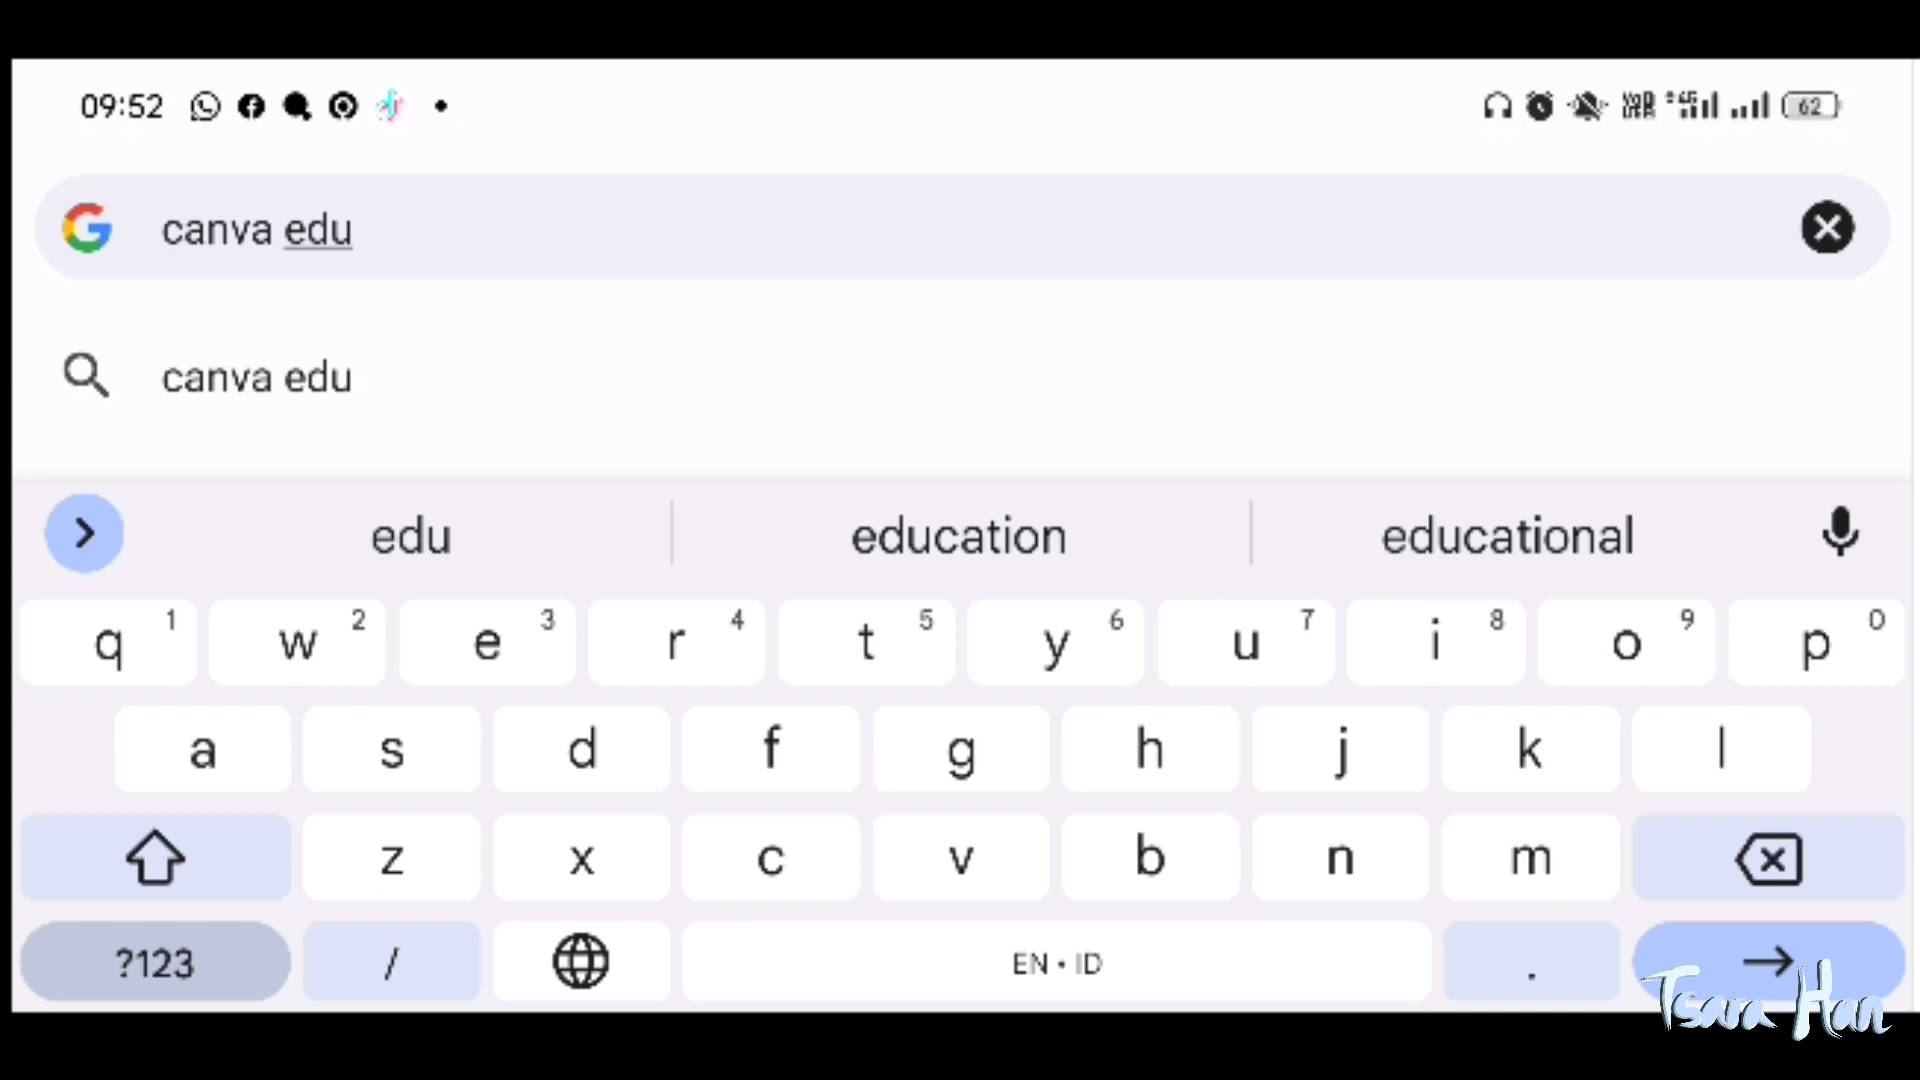 09:52
62
canva edu
canva edu
edu education educational
q 1 w 2 e 3 r 4 t 5 y 6 u 7 i 8 o 9 p 0
a s d f g h j k l
z x c v b n m
?123 / EN • ID .
Tsara Han